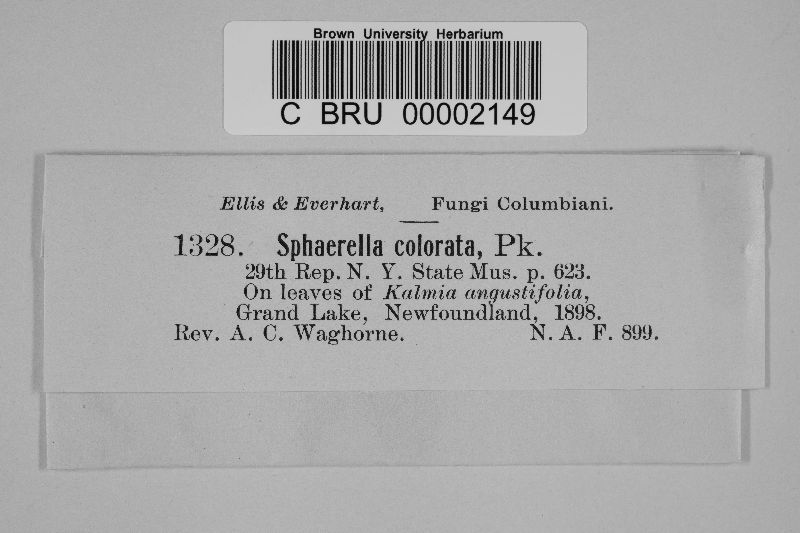 Brown University Herbarium
C BRU 00002149
Ellis & Everhart, Fungi Columbiani.
1328. Sphaerella colorata, Pk.
29th Rep. N. Y. State Mus. p. 623.
On leaves of Kalmia angustifolia,
Grand Lake, Newfoundland, 1898.
Rev. A. C. Waghorne. N. A. F. 899.